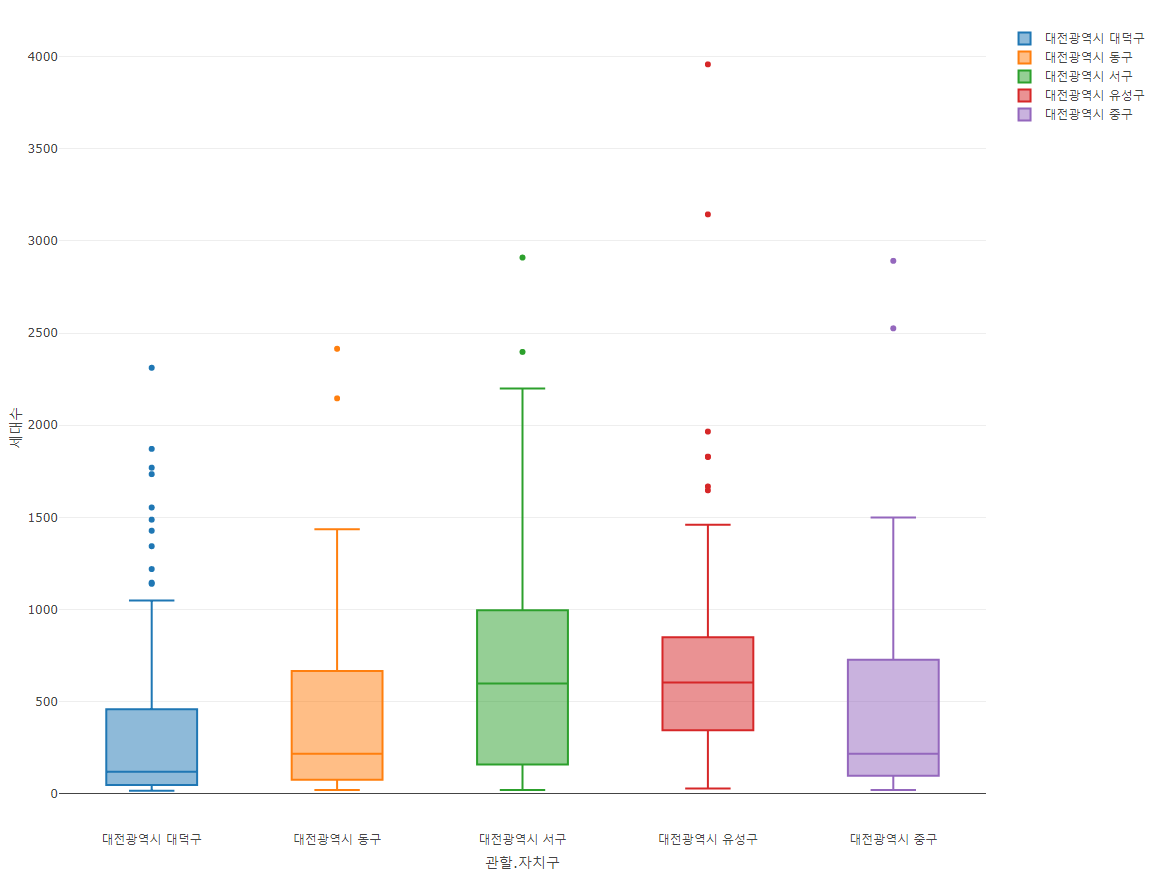 4000
3500
3000
2500
2000
1500
1000
500
0
세대수
대전광역시 대덕구
대전광역시 동구
대전광역시 서구
대전광역시 유성구
대전광역시 중구
관할.자치구
대전광역시 대덕구
대전광역시 동구
대전광역시 서구
대전광역시 유성구
대전광역시 중구